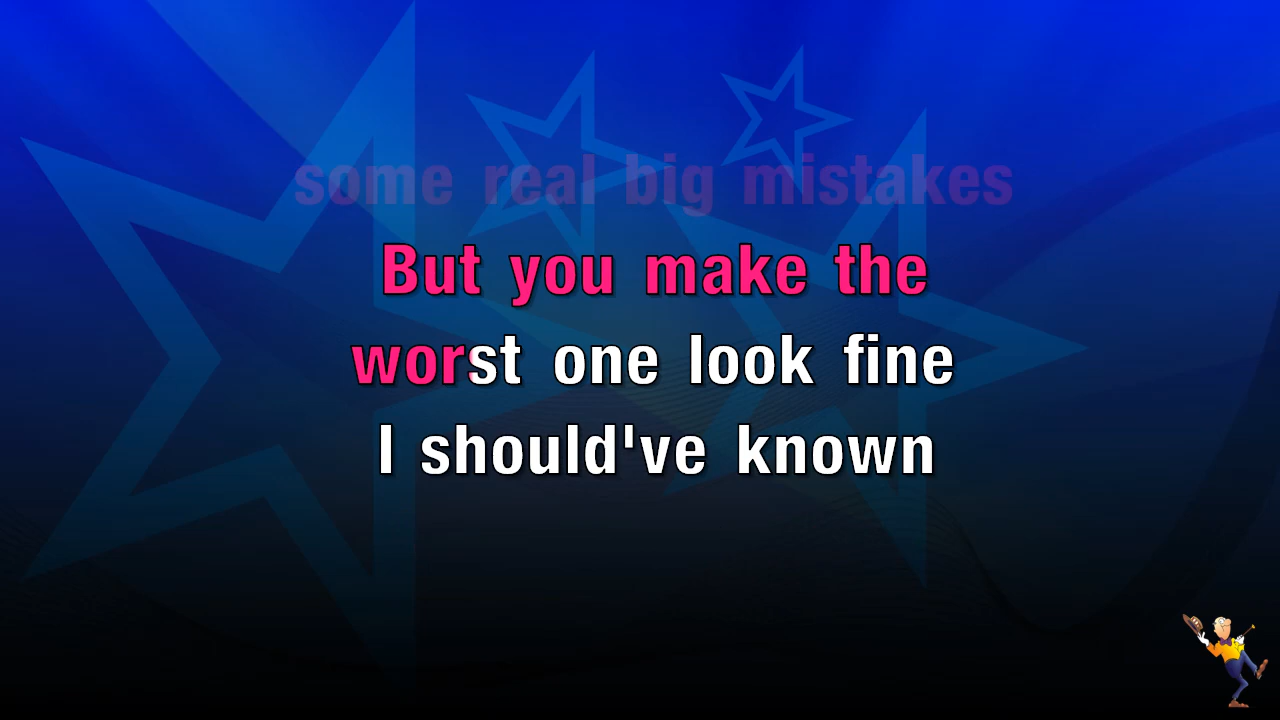 some real big mistakes
But you make the
worst one look fine
I should've known